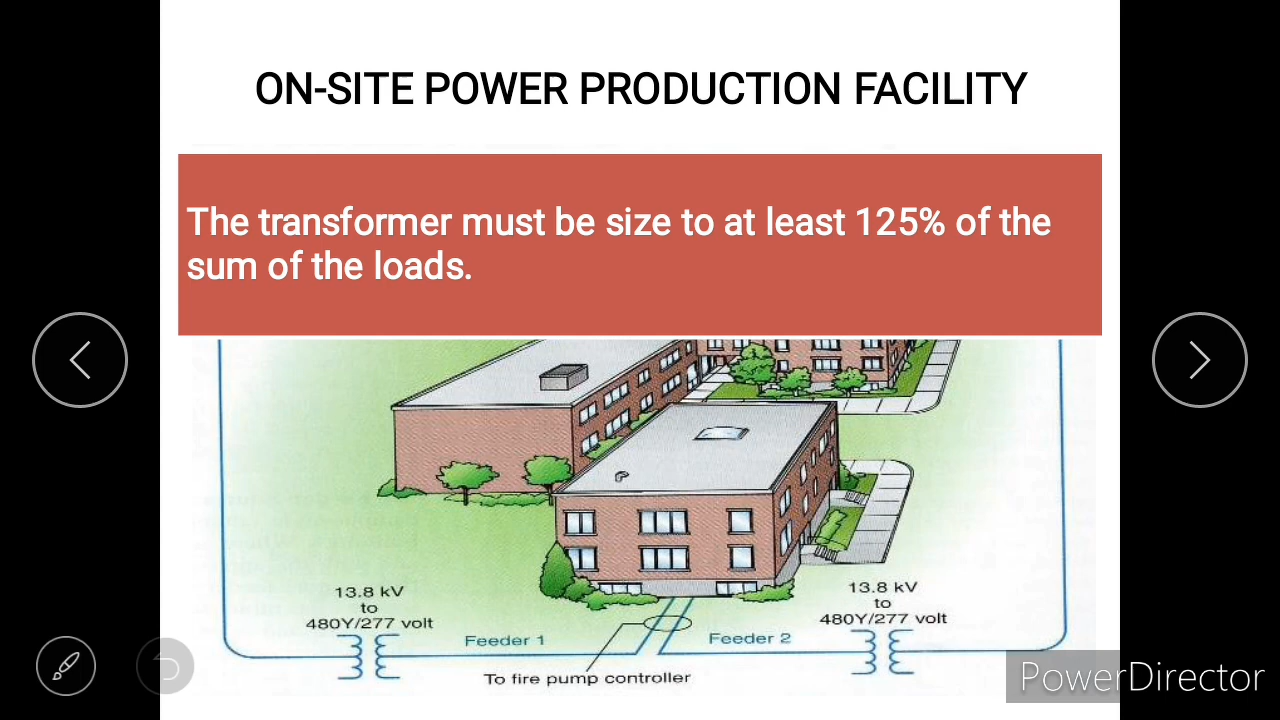 ON-SITE POWER PRODUCTION FACILITY
The transformer must be size to at least 125% of the
sum of the loads.
13.8 kV
to
480Y/277 volt
Feeder 1
To fire pump controller
Feeder 2
13.8 kV
to
480Y/277 volt
PowerDirector